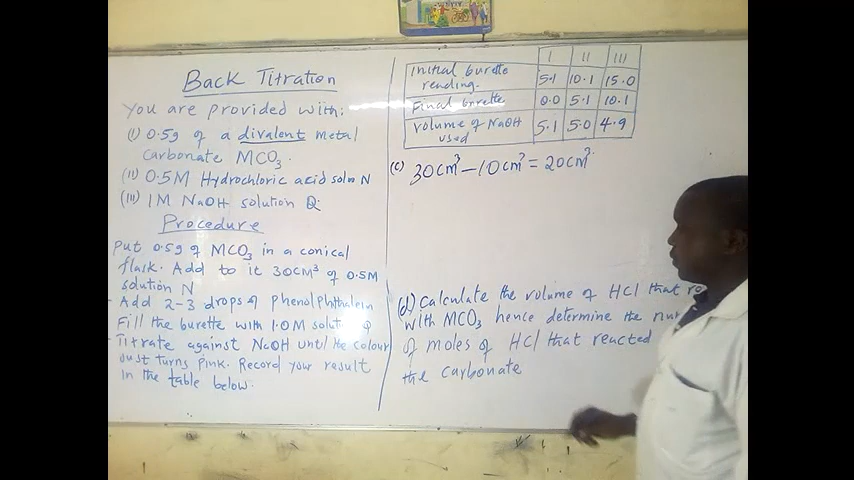 Back Titration
You are provided with:
(i) 0.5g of a divalent metal
carbonate MCO₃.
(ii) 0.5M Hydrochloric acid soln N
(iii) 1M NaOH solution Q.
Procedure
Put 0.5g of MCO₃ in a conical
flask. Add to it 30cm³ of 0.5M
solution N
- Add 2-3 drops of phenolphthalein
Fill the burette with 1.0M solution Q
- Titrate against NaOH until the colour
Just turns pink. Record your result
in the table below.
I II III
Initial burette reading. 5.1 10.1 15.0
Final burette 0.0 5.1 10.1
Volume of NaOH used 5.1 5.0 4.9
(c) 30cm³ - 10cm³ = 20cm³.
(d) Calculate the volume of HCl that
with MCO₃ hence determine the
of moles of HCl that reacted
the carbonate